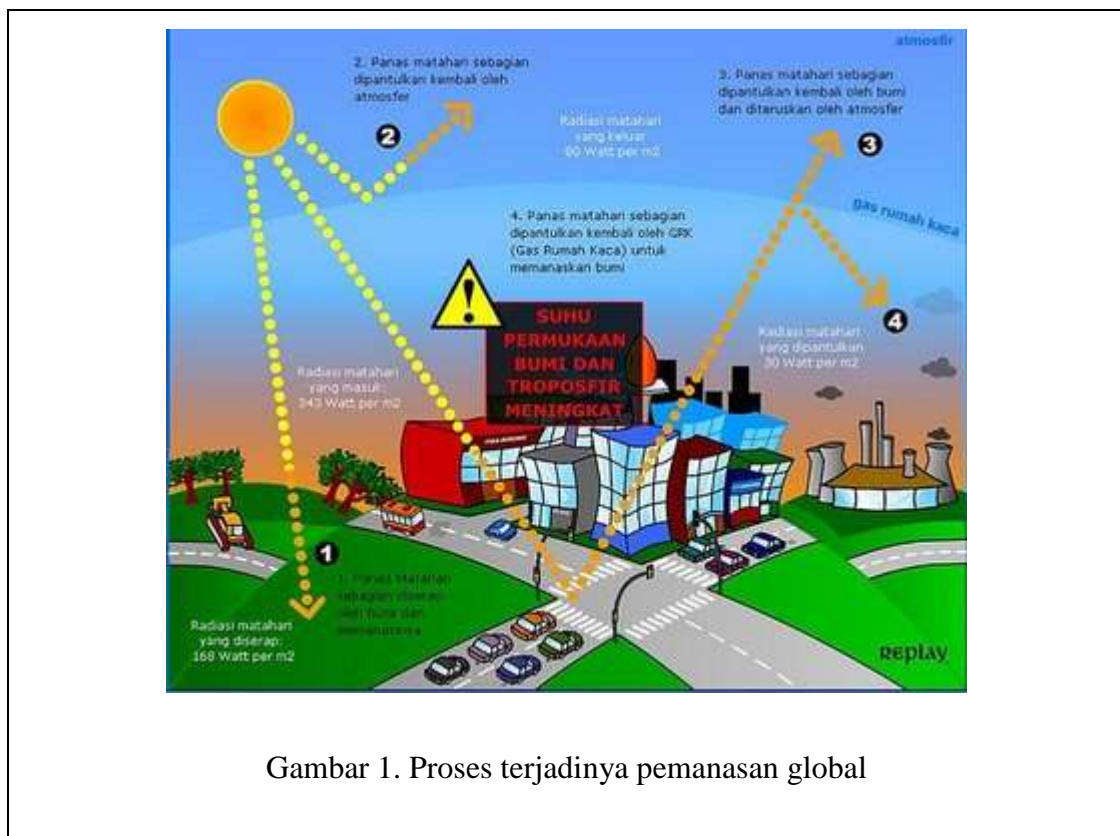 atmosfir
2. Panas matahari sebagian
dipantulkan kembali oleh
atmosfer
2
3. Panas matahari sebagian
dipantulkan kembali oleh bumi
dan diteruskan oleh atmosfer
3
Radiasi matahari
yang keluar
Watt per m2
gas rumah kaca
4. Panas matahari sebagian
dipantulkan kembali oleh GRK
(Gas Rumah Kaca) untuk
memanaskan bumi
!
4
SUHU
PERMUKAAN
BUMI DAN
TROPOSFIR
MENINGKAT
Radiasi matahari
yang dipantulkan
30 Watt per m2
Radiasi matahari
yang masuk:
343 Watt per m2
1
1. Panas Matahari
sebagian diserap
oleh bumi dan
Radiasi matahari
yang diserap:
168 Watt per m2
REPLAY
Gambar 1. Proses terjadinya pemanasan global